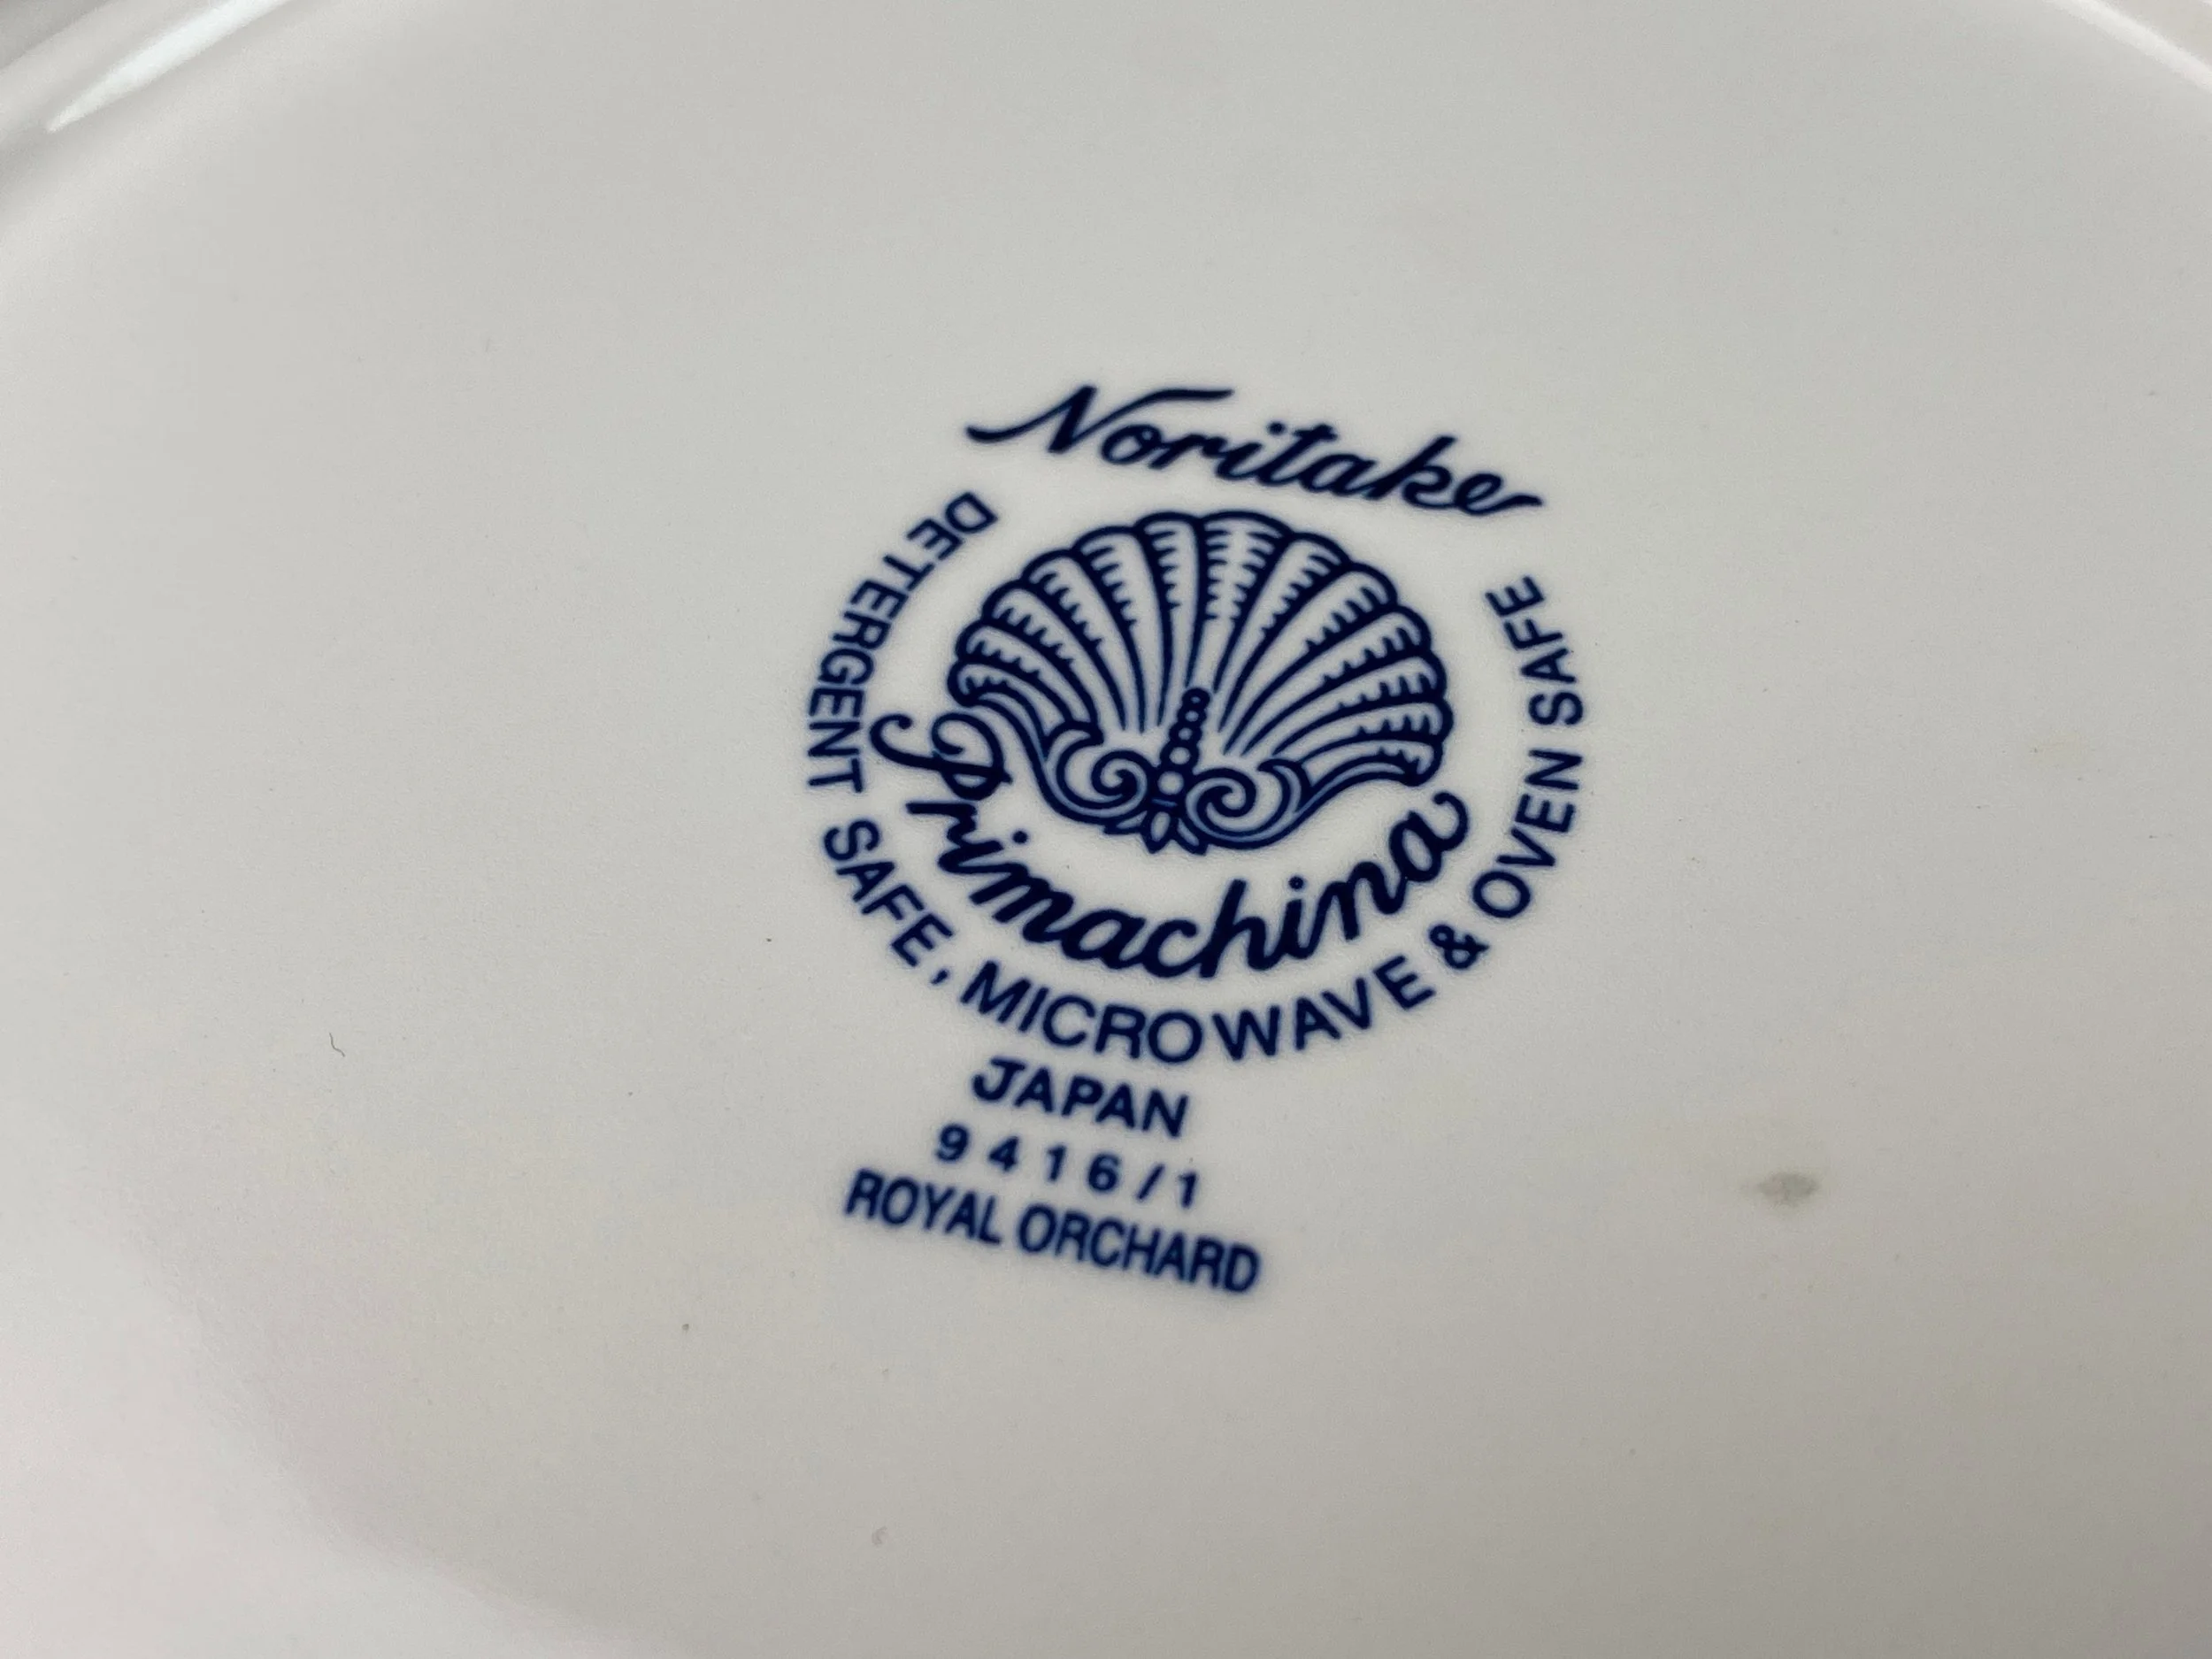 Noritake
Primachina
DETERGENT SAFE, MICROWAVE & OVEN SAFE
JAPAN
9416/1
ROYAL ORCHARD